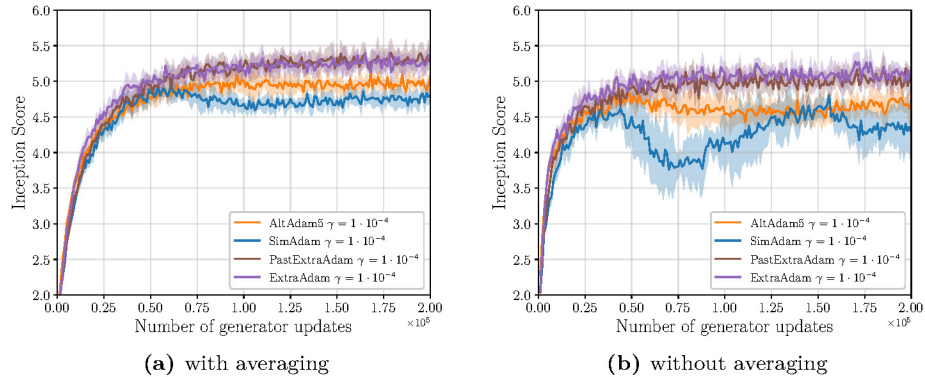 6.0
5.5
5.0
4.5
4.0
3.5
3.0
2.5
2.0
Inception Score
AltAdam5 γ = 1 · 10⁻⁴
SimAdam γ = 1 · 10⁻⁴
PastExtraAdam γ = 1 · 10⁻⁴
ExtraAdam γ = 1 · 10⁻⁴
0.00 0.25 0.50 0.75 1.00 1.25 1.50 1.75 2.00
Number of generator updates ×10⁵
(a) with averaging
6.0
5.5
5.0
4.5
4.0
3.5
3.0
2.5
2.0
Inception Score
AltAdam5 γ = 1 · 10⁻⁴
SimAdam γ = 1 · 10⁻⁴
PastExtraAdam γ = 1 · 10⁻⁴
ExtraAdam γ = 1 · 10⁻⁴
0.00 0.25 0.50 0.75 1.00 1.25 1.50 1.75 2.00
Number of generator updates ×10⁵
(b) without averaging